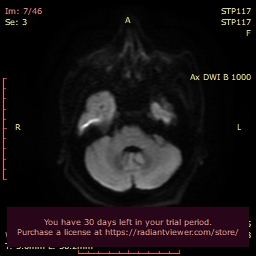 Im: 7/46
Se: 3
A
STP117
STP117
F
Ax DWI B 1000
R
L
You have 30 days left in your trial period.
Purchase a license at https://radiantviewer.com/store/